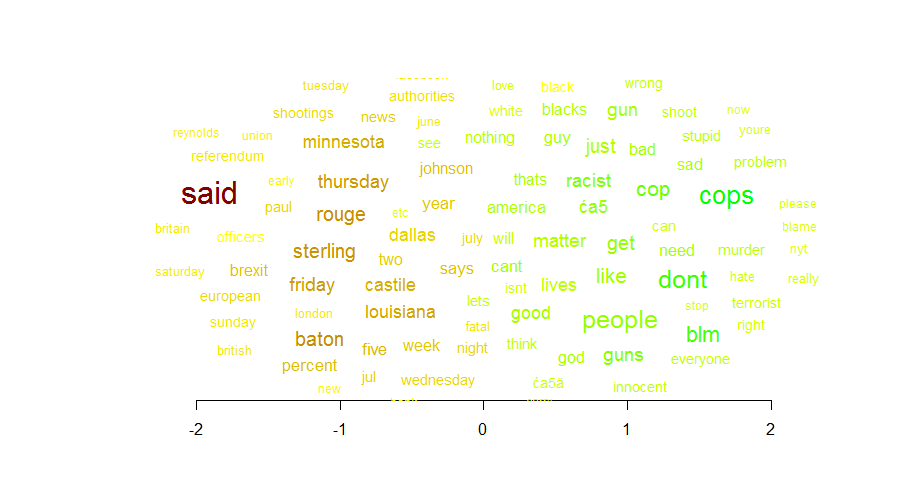 tuesday love black wrong
authorities
shootings news june white blacks gun shoot now
reynolds union minnesota see nothing guy just bad stupid youre
referendum johnson sad problem
early thursday thats racist cop cops
said
paul rouge etc year america ća5 please
britain officers dallas july will matter get can blame
sterling two need murder nyt
saturday brexit friday castile says cant isnt lives like dont hate really
european louisiana lets good people stop terrorist
sunday london fatal blm right
british baton five week night think god guns everyone
percent jul wednesday ća5ă innocent
new
-2 -1 0 1 2